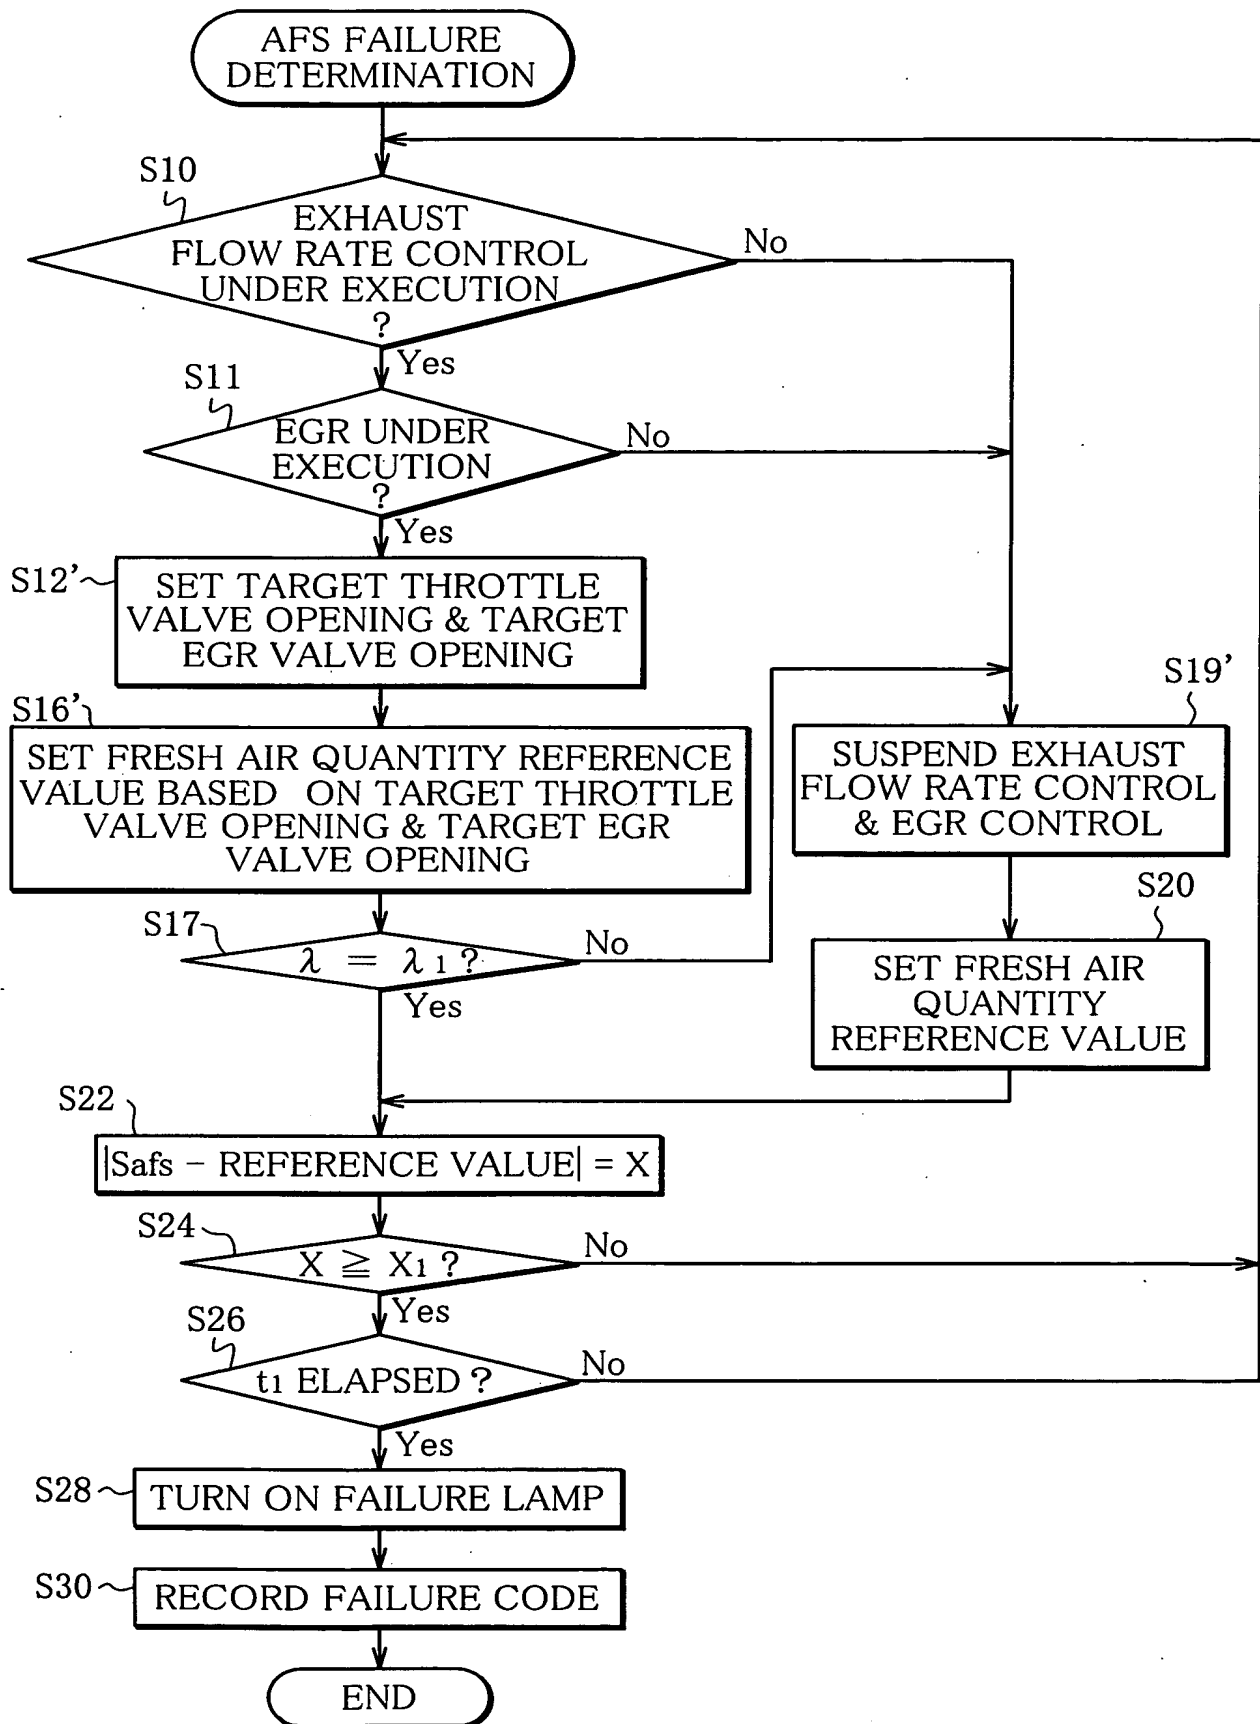 AFS FAILURE
DETERMINATION
S10
EXHAUST
FLOW RATE CONTROL
UNDER EXECUTION
?
No
Yes
S11
EGR UNDER
EXECUTION
?
No
Yes
S12'
SET TARGET THROTTLE
VALVE OPENING & TARGET
EGR VALVE OPENING
S16'
SET FRESH AIR QUANTITY REFERENCE
VALUE BASED ON TARGET THROTTLE
VALVE OPENING & TARGET EGR
VALVE OPENING
S19'
SUSPEND EXHAUST
FLOW RATE CONTROL
& EGR CONTROL
S17
λ = λ1 ?
No
Yes
S20
SET FRESH AIR
QUANTITY
REFERENCE VALUE
S22
|Safs – REFERENCE VALUE| = X
S24
X ≧ X1 ?
No
Yes
S26
t1 ELAPSED ?
No
Yes
S28
TURN ON FAILURE LAMP
S30
RECORD FAILURE CODE
END